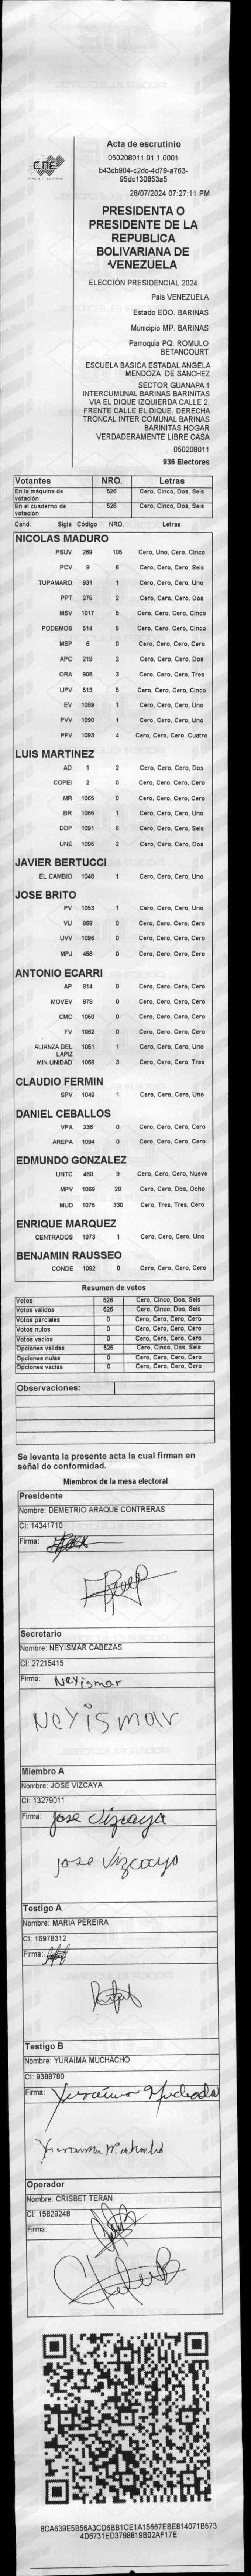 CNE
Acta de escrutinio
050208011.01.1.0001
b43cb904-c2dc-4d79-a763-
95dc130853a5
28/07/2024 07:27:11 PM
PRESIDENTA O
PRESIDENTE DE LA
REPUBLICA
BOLIVARIANA DE
VENEZUELA
ELECCIÓN PRESIDENCIAL 2024
Pais VENEZUELA
Estado EDO. BARINAS
Municipio MP. BARINAS
Parroquia PQ. ROMULO
BETANCOURT
ESCUELA BASICA ESTADAL ANGELA
MENDOZA DE SANCHEZ
SECTOR GUANAPA 1
INTERCUMUNAL BARINAS BARINITAS
VIA EL DIQUE IZQUIERDA CALLE 2.
FRENTE CALLE EL DIQUE. DERECHA
TRONCAL INTER COMUNAL BARINAS
BARINITAS HOGAR
VERDADERAMENTE LIBRE CASA
050208011
936 Electores
Votantes NRO. Letras
En la máquina de votación 526 Cero, Cinco, Dos, Seis
En el cuaderno de votación 526 Cero, Cinco, Dos, Seis
Cand. Sigla Código NRO. Letras
NICOLAS MADURO
PSUV 269 105 Cero, Uno, Cero, Cinco
PCV 9 6 Cero, Cero, Cero, Seis
TUPAMARO 931 1 Cero, Cero, Cero, Uno
PPT 276 2 Cero, Cero, Cero, Dos
MSV 1017 5 Cero, Cero, Cero, Cinco
PODEMOS 514 5 Cero, Cero, Cero, Cinco
MEP 6 0 Cero, Cero, Cero, Cero
APC 219 2 Cero, Cero, Cero, Dos
ORA 906 3 Cero, Cero, Cero, Tres
UPV 513 5 Cero, Cero, Cero, Cinco
EV 1089 1 Cero, Cero, Cero, Uno
PVV 1090 1 Cero, Cero, Cero, Uno
PFV 1093 4 Cero, Cero, Cero, Cuatro
LUIS MARTINEZ
AD 1 2 Cero, Cero, Cero, Dos
COPEI 2 0 Cero, Cero, Cero, Cero
MR 1065 0 Cero, Cero, Cero, Cero
BR 1066 1 Cero, Cero, Cero, Uno
DDP 1091 6 Cero, Cero, Cero, Seis
UNE 1095 2 Cero, Cero, Cero, Dos
JAVIER BERTUCCI
EL CAMBIO 1048 1 Cero, Cero, Cero, Uno
JOSE BRITO
PV 1053 1 Cero, Cero, Cero, Uno
VU 868 0 Cero, Cero, Cero, Cero
UVV 1096 0 Cero, Cero, Cero, Cero
MPJ 458 0 Cero, Cero, Cero, Cero
ANTONIO ECARRI
AP 814 0 Cero, Cero, Cero, Cero
MOVEV 878 0 Cero, Cero, Cero, Cero
CMC 1050 0 Cero, Cero, Cero, Cero
FV 1062 0 Cero, Cero, Cero, Cero
ALIANZA DEL LAPIZ 1051 1 Cero, Cero, Cero, Uno
MIN UNIDAD 1068 3 Cero, Cero, Cero, Tres
CLAUDIO FERMIN
SPV 1049 1 Cero, Cero, Cero, Uno
DANIEL CEBALLOS
VPA 236 0 Cero, Cero, Cero, Cero
AREPA 1094 0 Cero, Cero, Cero, Cero
EDMUNDO GONZALEZ
UNTC 460 9 Cero, Cero, Cero, Nueve
MPV 1069 28 Cero, Cero, Dos, Ocho
MUD 1075 330 Cero, Tres, Tres, Cero
ENRIQUE MARQUEZ
CENTRADOS 1073 1 Cero, Cero, Cero, Uno
BENJAMIN RAUSSEO
CONDE 1092 0 Cero, Cero, Cero, Cero
Resumen de votos
Votos 526 Cero, Cinco, Dos, Seis
Votos validos 526 Cero, Cinco, Dos, Seis
Votos parciales 0 Cero, Cero, Cero, Cero
Votos nulos 0 Cero, Cero, Cero, Cero
Votos vacios 0 Cero, Cero, Cero, Cero
Opciones validas 526 Cero, Cinco, Dos, Seis
Opciones nulas 0 Cero, Cero, Cero, Cero
Opciones vacias 0 Cero, Cero, Cero, Cero
Observaciones:
Se levanta la presente acta la cual firman en
señal de conformidad.
Miembros de la mesa electoral
Presidente
Nombre: DEMETRIO ARAQUE CONTRERAS
CI: 14341710
Firma:
Secretario
Nombre: NEYISMAR CABEZAS
CI: 27215415
Firma: Neyismar
Neyismar
Miembro A
Nombre: JOSE VIZCAYA
CI: 13279011
Firma: Jose Vizcaya
Jose Vizcaya
Testigo A
Nombre: MARIA PEREIRA
CI: 16978312
Firma:
Testigo B
Nombre: YURAIMA MUCHACHO
CI: 9388780
Firma: Yuraima Muchacho
Yuraima Muchacho
Operador
Nombre: CRISBET TERAN
CI: 15829248
Firma:
8CA639E5B56A3CD6BB1CE1A15667EBE814071B573
4D6731ED3798819B02AF17E